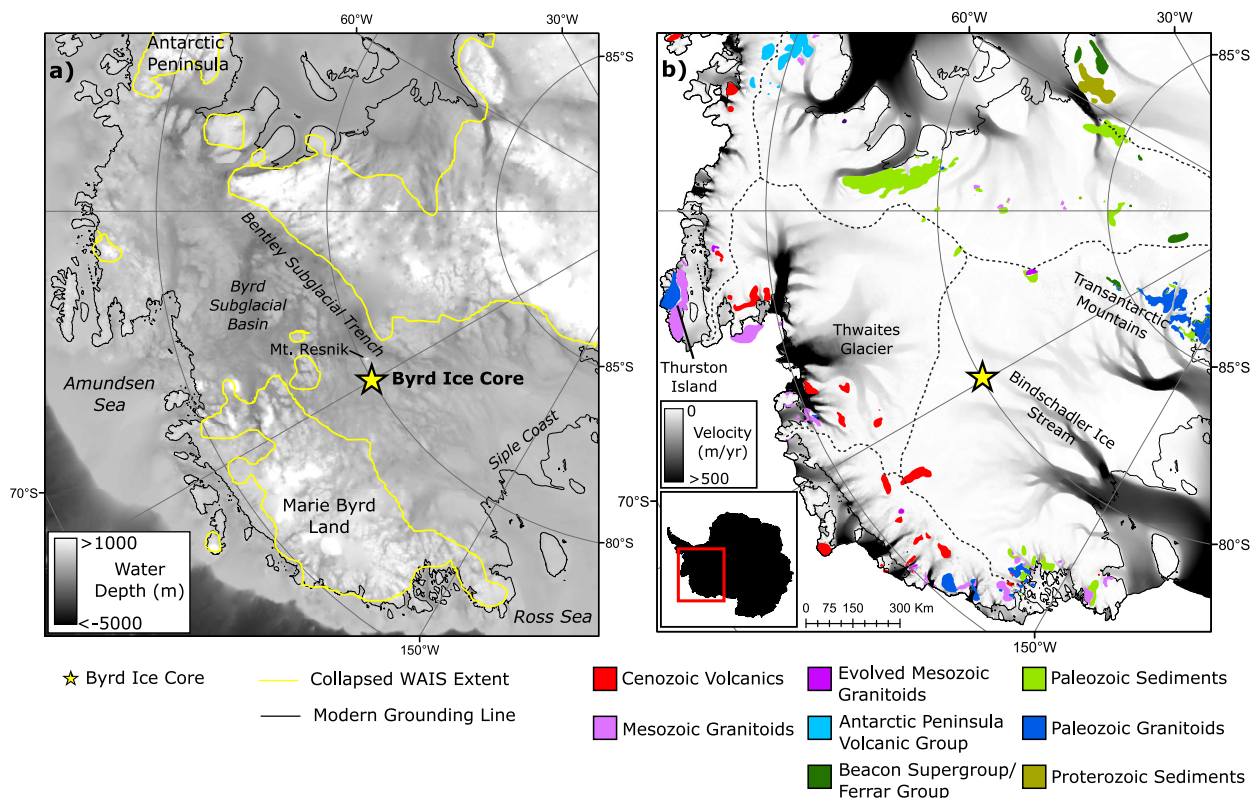 60°W
30°W
60°W
30°W
a)
Antarctic
Peninsula
85°S
b)
85°S
Bentley Subglacial Trench
Byrd
Subglacial
Basin
Mt. Resnik
Byrd Ice Core
Amundsen
Sea
Siple Coast
85°S
Marie Byrd
Land
70°S
80°S
Ross Sea
150°W
>1000
Water
Depth (m)
<-5000
Transantarctic
Mountains
Thwaites
Glacier
Thurston
Island
Bindschadler Ice
Stream
85°S
0
Velocity
(m/yr)
>500
70°S
80°S
0 75 150 300 Km
150°W
Byrd Ice Core
Collapsed WAIS Extent
Modern Grounding Line
Cenozoic Volcanics
Mesozoic Granitoids
Evolved Mesozoic
Granitoids
Antarctic Peninsula
Volcanic Group
Beacon Supergroup/
Ferrar Group
Paleozoic Sediments
Paleozoic Granitoids
Proterozoic Sediments